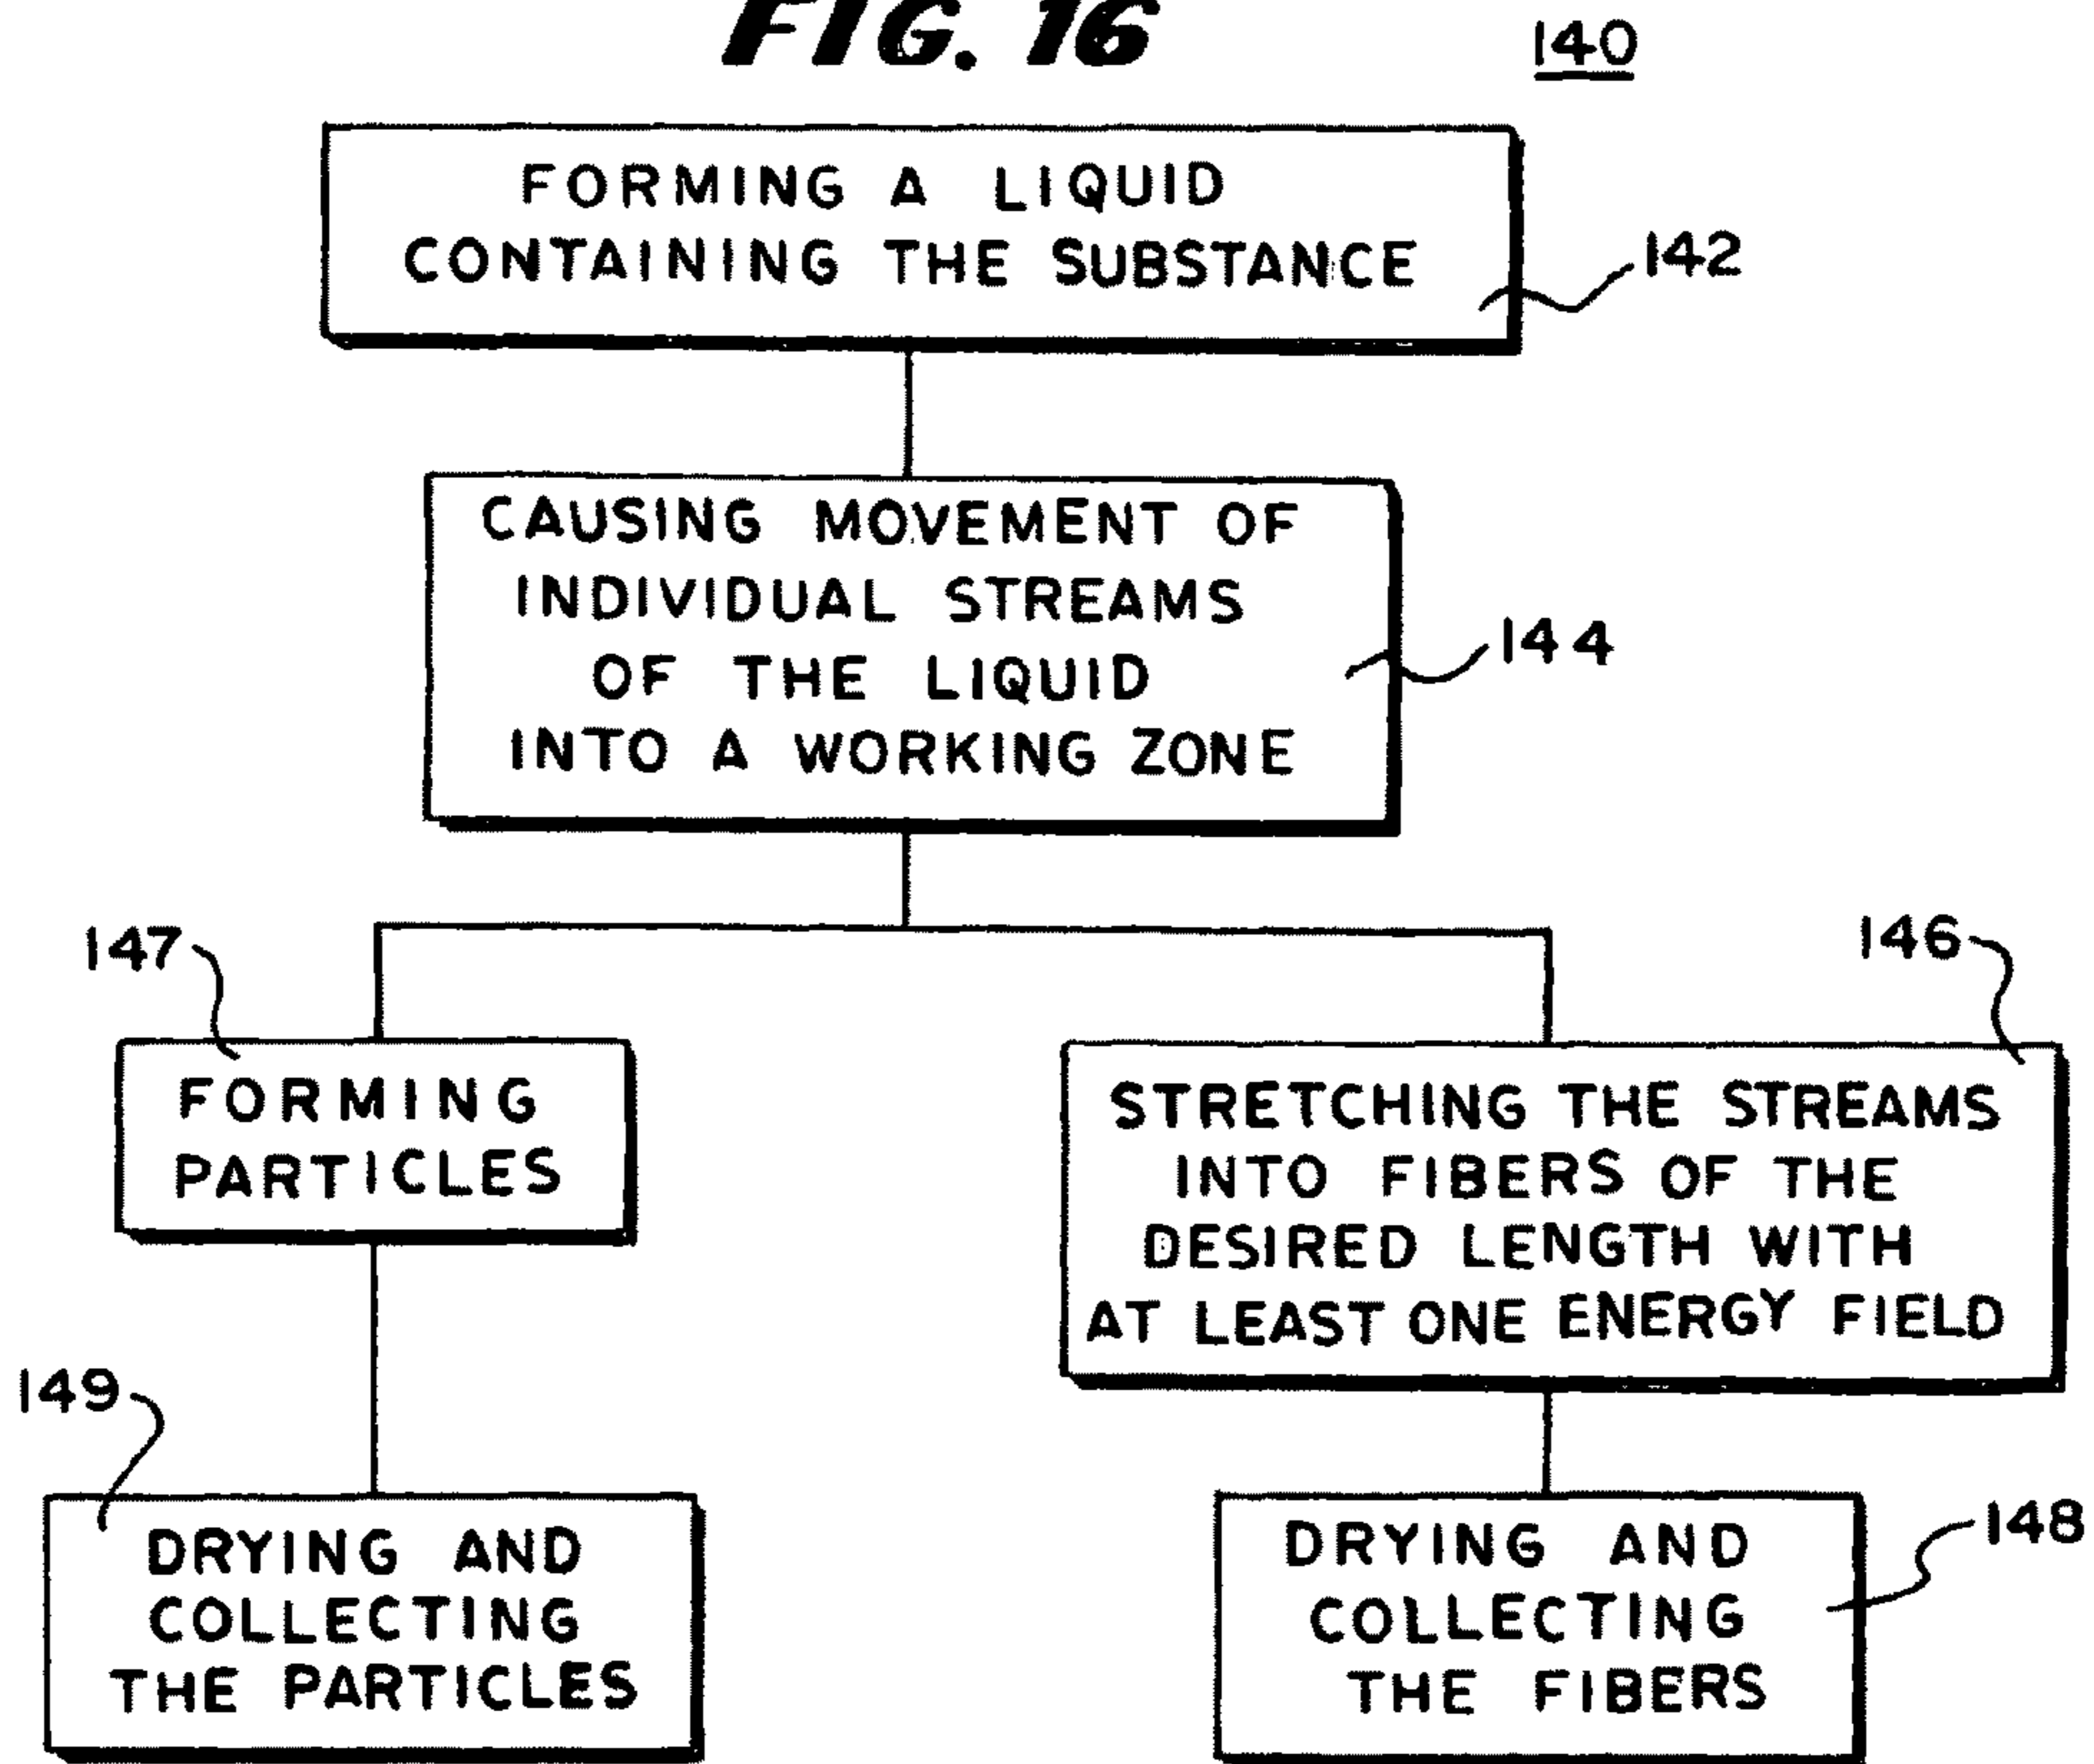 FIG. 16
140
FORMING A LIQUID
CONTAINING THE SUBSTANCE
142
CAUSING MOVEMENT OF
INDIVIDUAL STREAMS
OF THE LIQUID
INTO A WORKING ZONE
144
147
FORMING
PARTICLES
146
STRETCHING THE STREAMS
INTO FIBERS OF THE
DESIRED LENGTH WITH
AT LEAST ONE ENERGY FIELD
149
DRYING AND
COLLECTING
THE PARTICLES
DRYING AND
COLLECTING
THE FIBERS
148